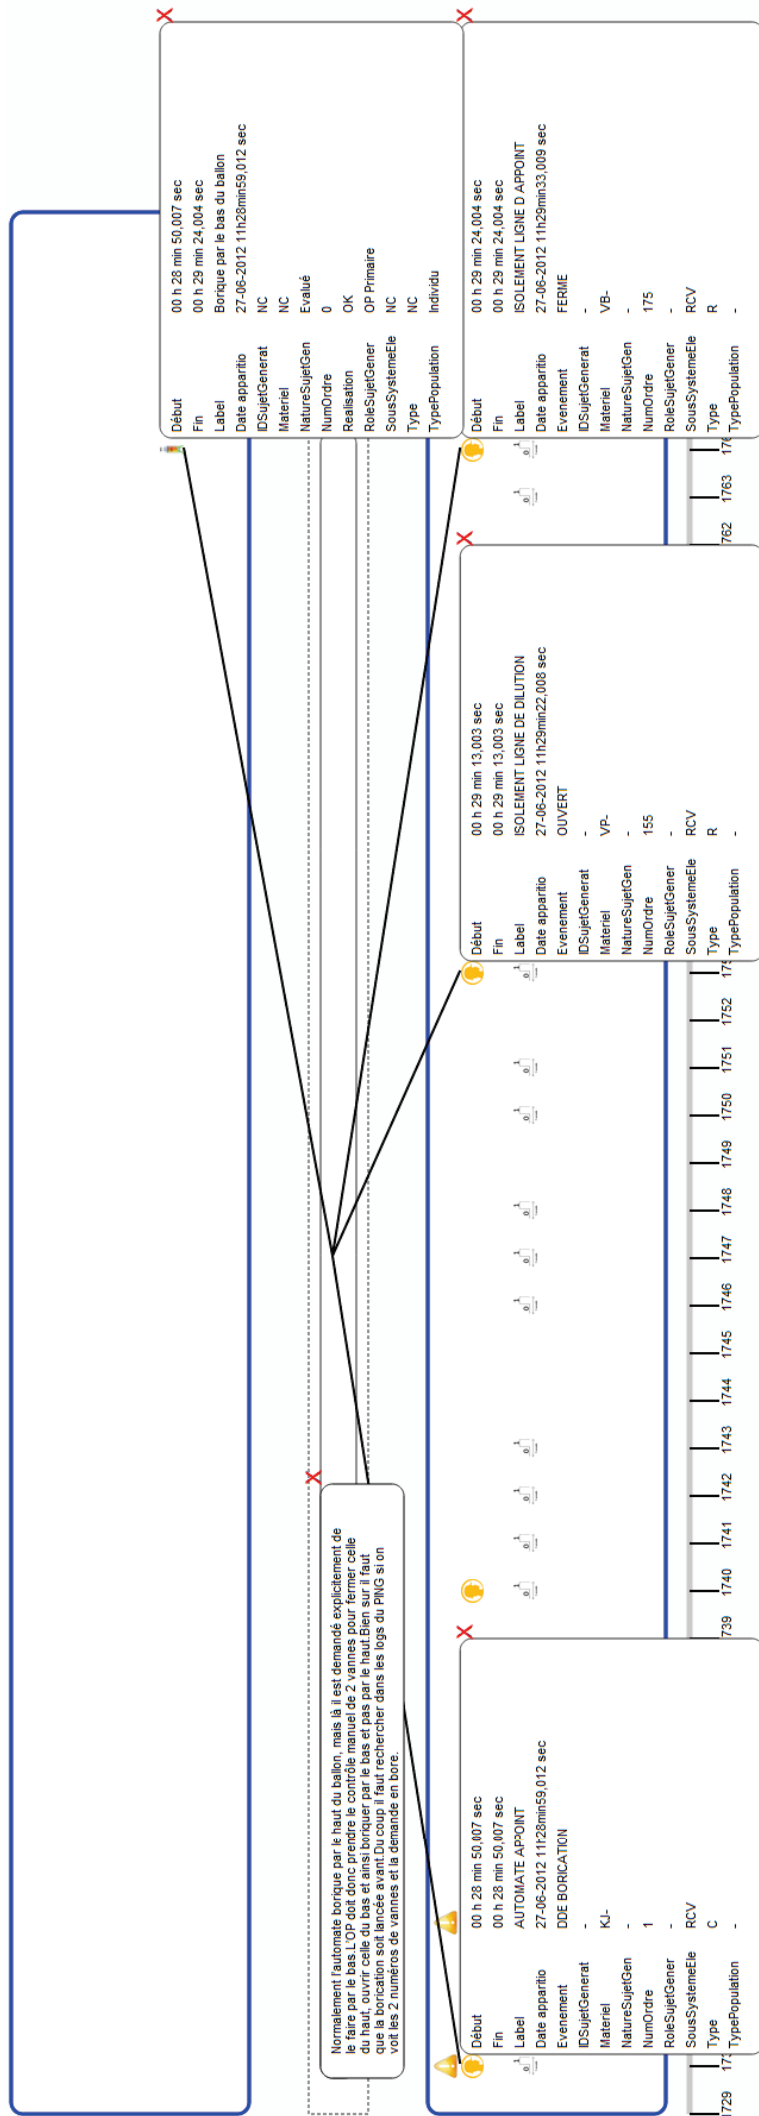 Début 00 h 28 min 50,007 sec
Fin 00 h 29 min 24,004 sec
Label Borique par le bas du ballon
Date apparitio 27-06-2012 11h28min59,012 sec
IDSujetGenerat NC
Materiel NC
NatureSujetGen Evalué
NumOrdre 0
Realisation OK
RoleSujetGener OP Primaire
SousSystemeEle NC
Type NC
TypePopulation Individu
Normalement l'automate borique par le haut du ballon, mais là il est demandé explicitement de
le faire par le bas.L'OP doit donc prendre le contrôle manuel de 2 vannes pour fermer celle
du haut, ouvrir celle du bas et ainsi boriquer par le bas et pas par le haut.Bien sur il faut
que la borication soit lancée avant.Du coup il faut rechercher dans les logs du PING si on
voit les 2 numéros de vannes et la demande en bore.
Début 00 h 28 min 50,007 sec
Fin 00 h 28 min 50,007 sec
Label AUTOMATE APPOINT
Date apparitio 27-06-2012 11h28min59,012 sec
Evenement DDE BORICATION
IDSujetGenerat -
Materiel KJ-
NatureSujetGen -
NumOrdre 1
RoleSujetGener -
SousSystemeEle RCV
Type C
TypePopulation -
Début 00 h 29 min 13,003 sec
Fin 00 h 29 min 13,003 sec
Label ISOLEMENT LIGNE DE DILUTION
Date apparitio 27-06-2012 11h29min22,008 sec
Evenement OUVERT
IDSujetGenerat -
Materiel VP-
NatureSujetGen -
NumOrdre 155
RoleSujetGener -
SousSystemeEle RCV
Type R
TypePopulation -
Début 00 h 29 min 24,004 sec
Fin 00 h 29 min 24,004 sec
Label ISOLEMENT LIGNE D APPOINT
Date apparitio 27-06-2012 11h29min33,009 sec
Evenement FERME
IDSujetGenerat -
Materiel VB-
NatureSujetGen -
NumOrdre 175
RoleSujetGener -
SousSystemeEle RCV
Type R
TypePopulation -
1729 173 739 1740 1741 1742 1743 1744 1745 1746 1747 1748 1749 1750 1751 1752 175 762 1763 176